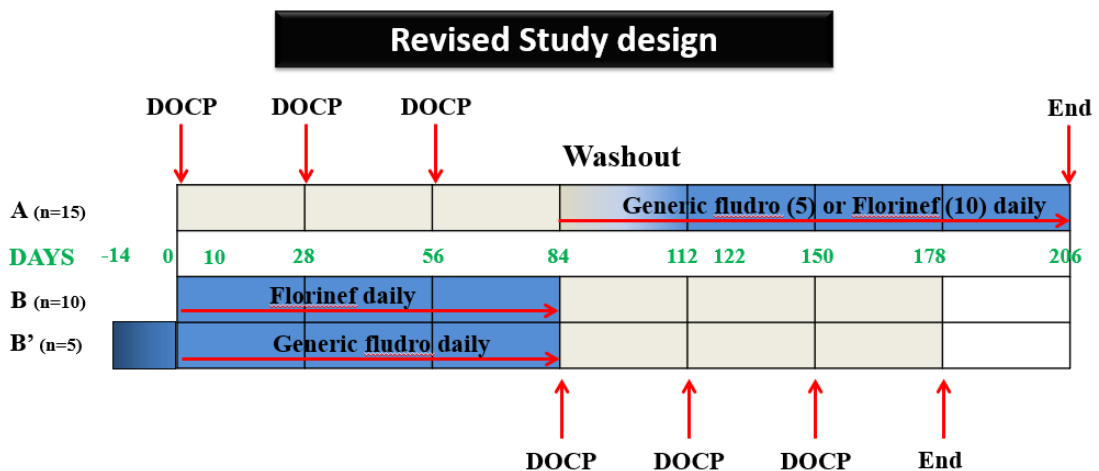 Revised Study design
DOCP DOCP DOCP End
Washout
A (n=15) Generic fludro (5) or Florinef (10) daily
DAYS -14 0 10 28 56 84 112 122 150 178 206
B (n=10) Florinef daily
B’ (n=5) Generic fludro daily
DOCP DOCP DOCP End